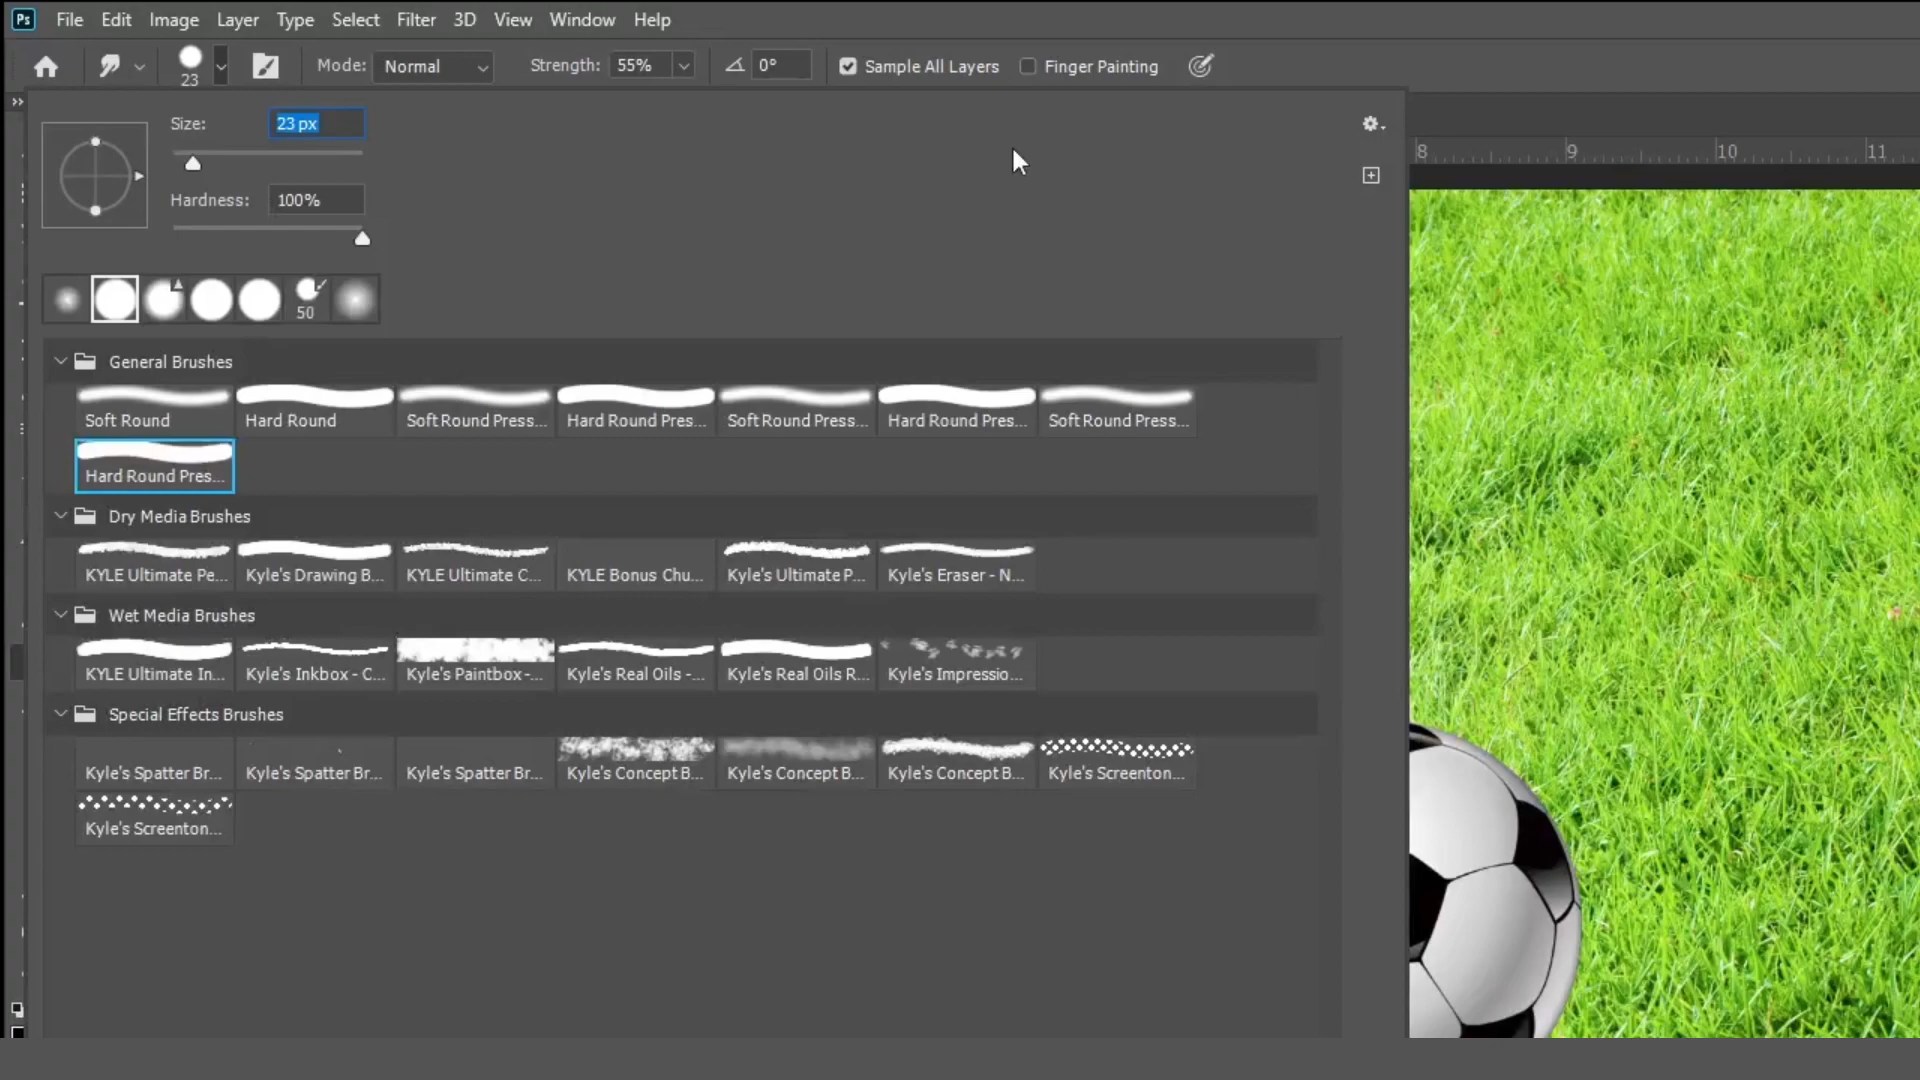 Ps File Edit Image Layer Type Select Filter 3D View Window Help
23 Mode: Normal Strength: 55% 0° Sample All Layers Finger Painting
Size: 23 px
8 9 10 11
Hardness: 100%
50
General Brushes
Soft Round Hard Round Soft Round Press... Hard Round Pres... Soft Round Press... Hard Round Pres... Soft Round Press...
Hard Round Pres...
Dry Media Brushes
KYLE Ultimate Pe... Kyle's Drawing B... KYLE Ultimate C... KYLE Bonus Chu... Kyle's Ultimate P... Kyle's Eraser - N...
Wet Media Brushes
KYLE Ultimate In... Kyle's Inkbox - C... Kyle's Paintbox -... Kyle's Real Oils -... Kyle's Real Oils R... Kyle's Impressio...
Special Effects Brushes
Kyle's Spatter Br... Kyle's Spatter Br... Kyle's Spatter Br... Kyle's Concept B... Kyle's Concept B... Kyle's Concept B... Kyle's Screenton...
Kyle's Screenton...